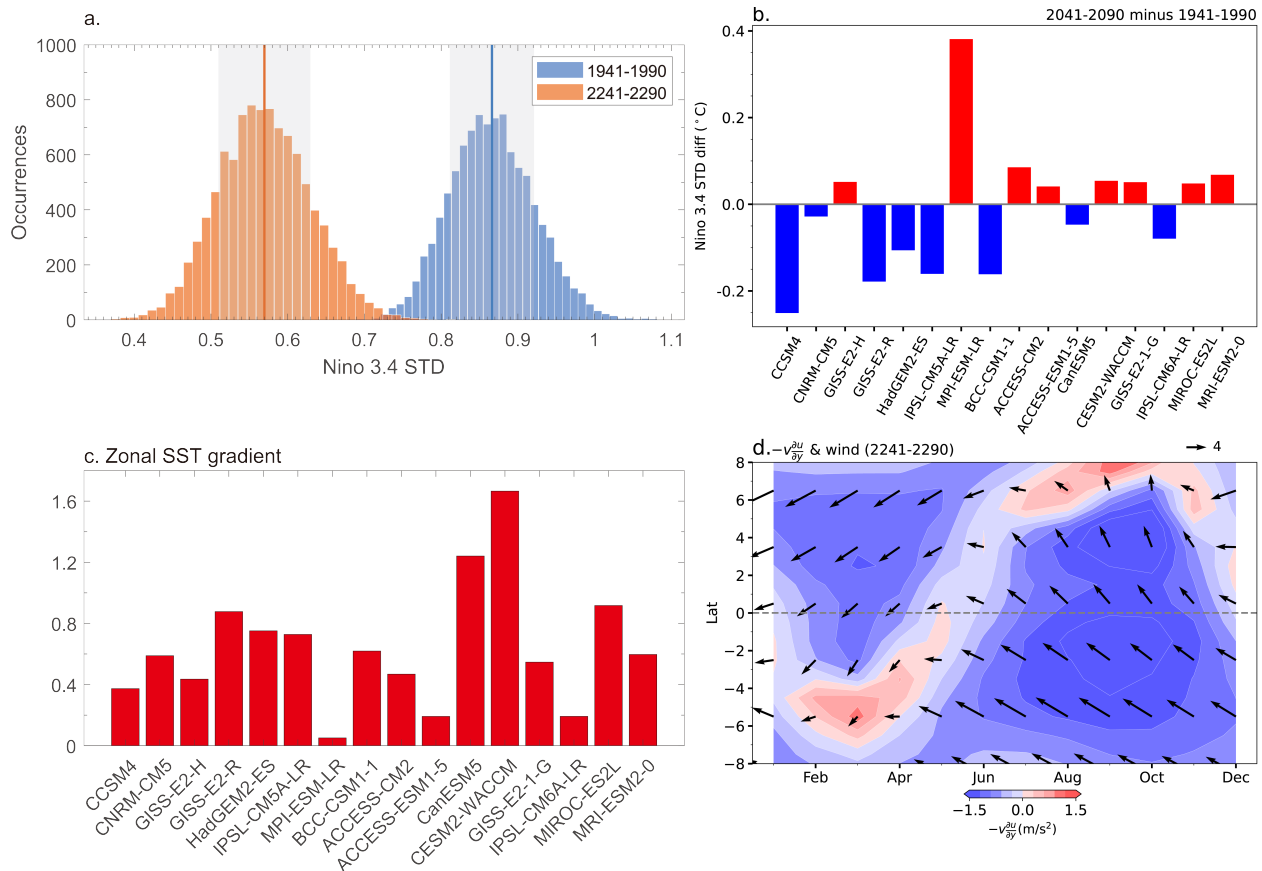 a.
1000
800
600
400
200
0
Occurrences
1941-1990
2241-2290
0.4 0.5 0.6 0.7 0.8 0.9 1 1.1
Nino 3.4 STD
b.
2041-2090 minus 1941-1990
0.4
0.2
0.0
-0.2
Nino 3.4 STD diff (°C)
CCSM4
CNRM-CM5
GISS-E2-H
GISS-E2-R
HadGEM2-ES
IPSL-CM5A-LR
MPI-ESM-LR
BCC-CSM1-1
ACCESS-CM2
ACCESS-ESM1-5
CanESM5
CESM2-WACCM
GISS-E2-1-G
IPSL-CM6A-LR
MIROC-ES2L
MRI-ESM2-0
c. Zonal SST gradient
1.6
1.2
0.8
0.4
0
CCSM4
CNRM-CM5
GISS-E2-H
GISS-E2-R
HadGEM2-ES
IPSL-CM5A-LR
MPI-ESM-LR
BCC-CSM1-1
ACCESS-CM2
ACCESS-ESM1-5
CanESM5
CESM2-WACCM
GISS-E2-1-G
IPSL-CM6A-LR
MIROC-ES2L
MRI-ESM2-0
d. −v∂u/∂y & wind (2241-2290)
4
8
6
4
2
0
−2
−4
−6
−8
Lat
Feb Apr Jun Aug Oct Dec
−1.5 0.0 1.5
−v∂u/∂y(m/s²)